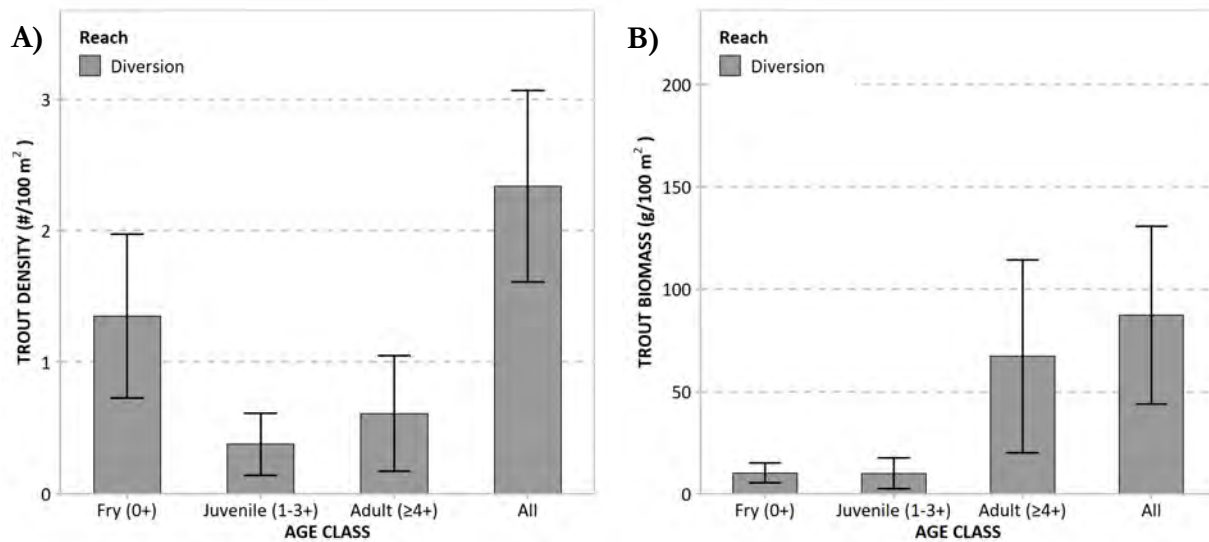 A)
Reach
Diversion
TROUT DENSITY (#/100 m²)
3
2
1
0
Fry (0+) Juvenile (1-3+) Adult (≥4+) All
AGE CLASS
B)
Reach
Diversion
TROUT BIOMASS (g/100 m²)
200
150
100
50
0
Fry (0+) Juvenile (1-3+) Adult (≥4+) All
AGE CLASS